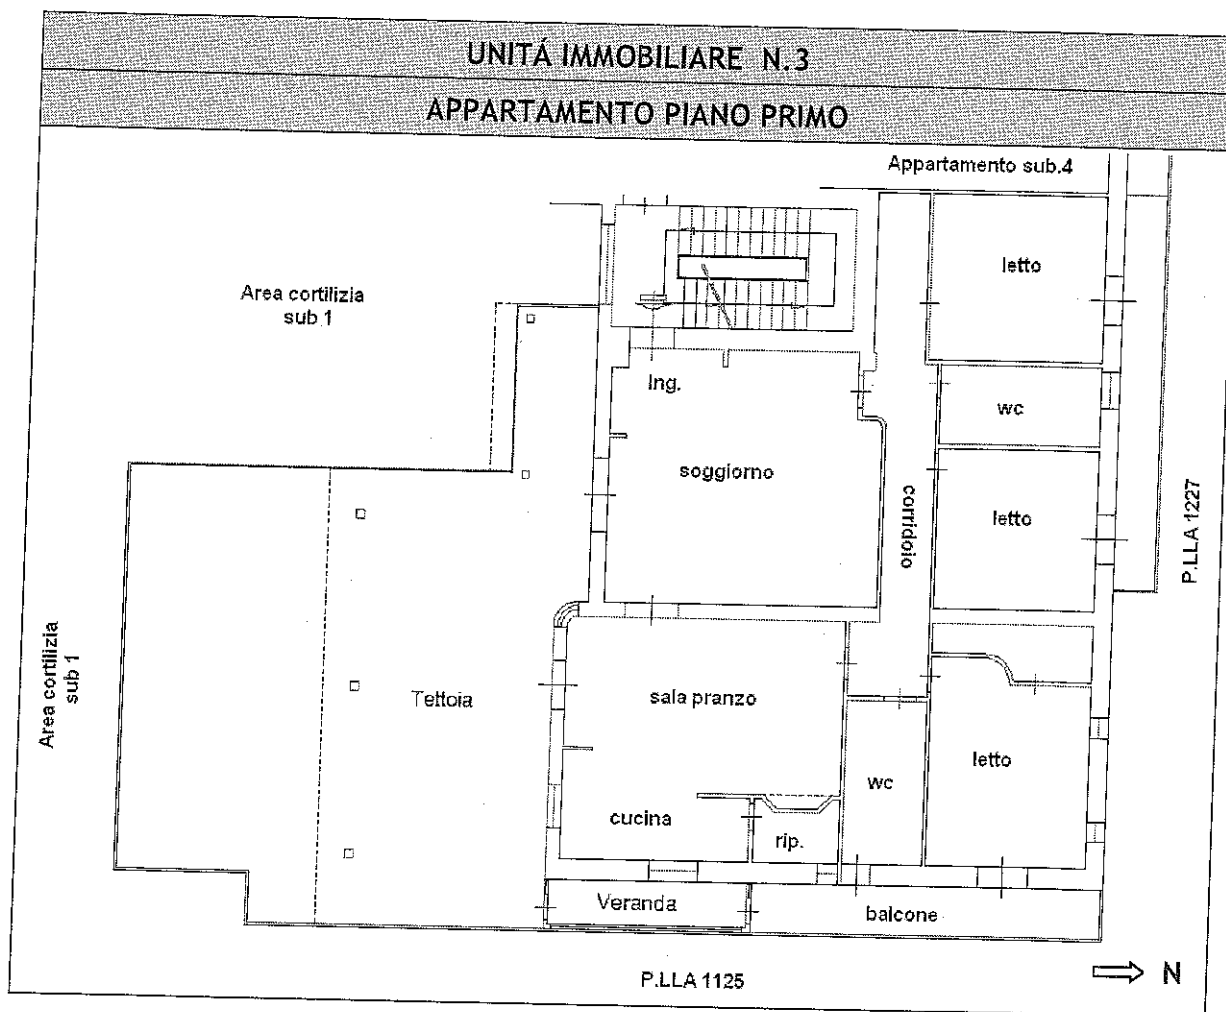 UNITÁ IMMOBILIARE N.3
APPARTAMENTO PIANO PRIMO
Appartamento sub.4
letto
Area cortilizia
sub 1
Ing.
wc
soggiorno
corridoio
letto
P.LLA 1227
Area cortilizia
sub 1
Tettoia
sala pranzo
letto
wc
cucina
rip.
Veranda
balcone
P.LLA 1125
N